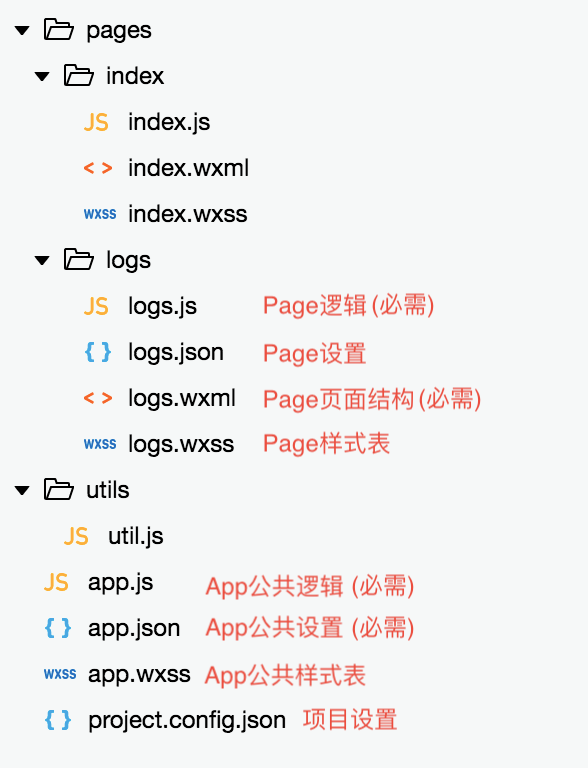 pages
index
JS index.js
< > index.wxml
wxss index.wxss
logs
JS logs.js Page逻辑(必需)
{ } logs.json Page设置
< > logs.wxml Page页面结构(必需)
wxss logs.wxss Page样式表
utils
JS util.js
JS app.js App公共逻辑 (必需)
{ } app.json App公共设置 (必需)
wxss app.wxss App公共样式表
{ } project.config.json 项目设置